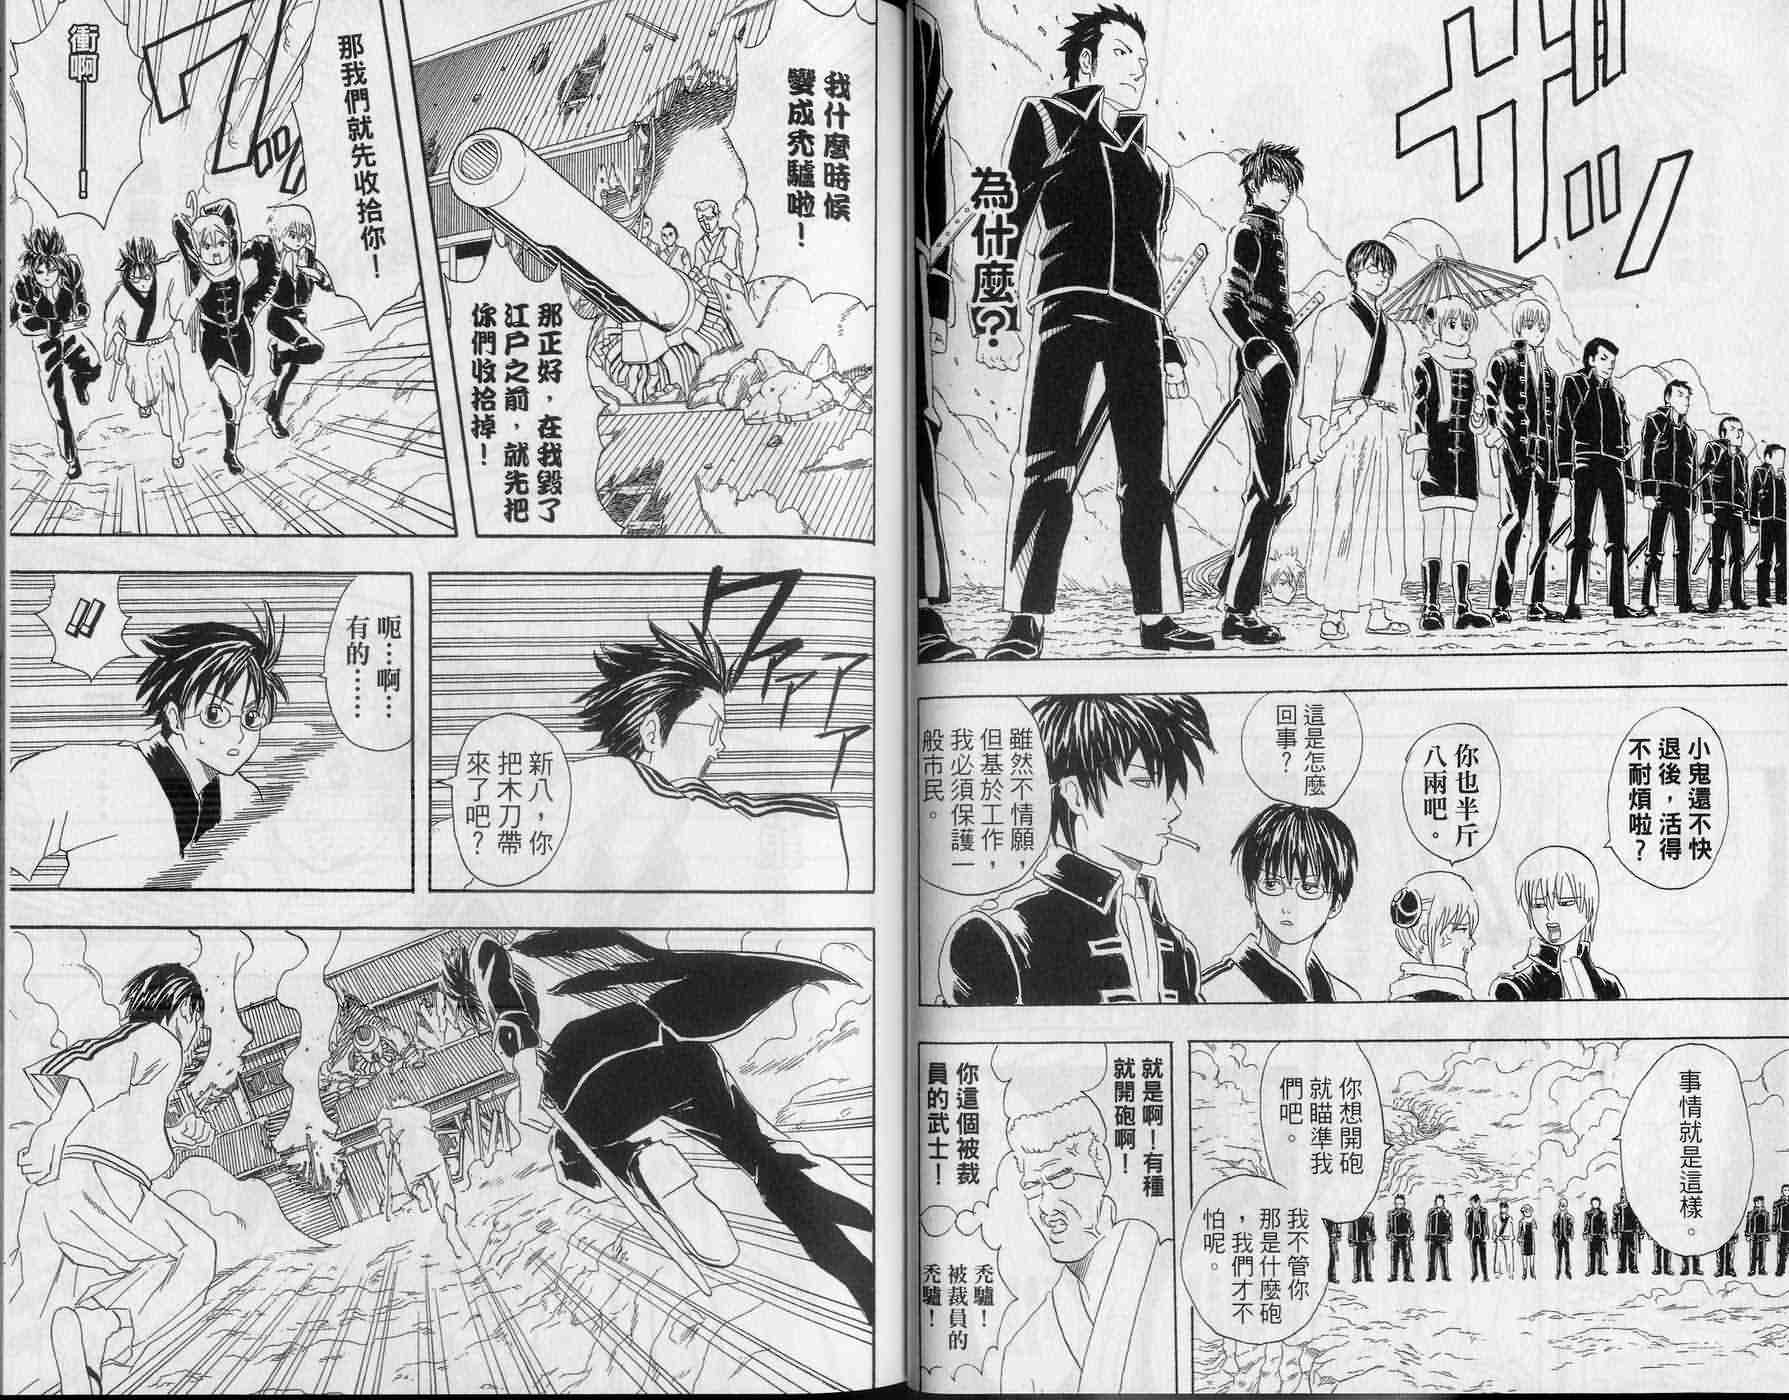 ザッ
為什麼？
小鬼還不快
退後，活得
不耐煩啦？
你也半斤
八兩吧。
這是怎麼
回事？
雖然不情願，
但基於工作，
我必須保護一
般市民。
事情就是這樣。
你想開砲
就瞄準我
們吧。
我不管你
那是什麼砲
，我們才不
怕呢。
就是啊！有種
就開砲啊！
你這個被裁
員的武士！
禿驢！
被裁員的
禿驢！
我什麼時候
變成禿驢啦！
那正好，在我毀了
江戶之前，就先把
你們收拾掉！
那我們就先收拾你！
衝啊——！
ワァァァァ
新八，你
把木刀帶
來了吧？
呃…啊…
有的……
!!